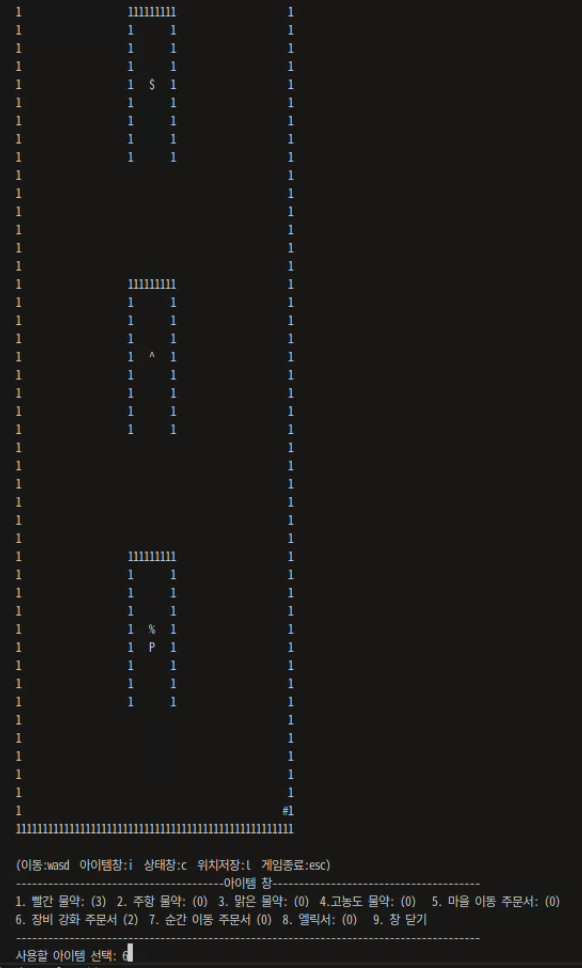 1 111111111 1
1 1 1 1
1 1 1 1
1 1 1 1
1 1 $ 1 1
1 1 1 1
1 1 1 1
1 1 1 1
1 1 1 1
1 1
1 1
1 1
1 1
1 1
1 1
1 111111111 1
1 1 1 1
1 1 1 1
1 1 1 1
1 1 ^ 1 1
1 1 1 1
1 1 1 1
1 1 1 1
1 1 1 1
1 1
1 1
1 1
1 1
1 1
1 1
1 111111111 1
1 1 1 1
1 1 1 1
1 1 1 1
1 1 % 1 1
1 1 P 1 1
1 1 1 1
1 1 1 1
1 1 1 1
1 1
1 1
1 1
1 1
1 1
1 #1
1111111111111111111111111111111111111111111111111111
(이동:wasd 아이템창:i 상태창:c 위치저장:l 게임종료:esc)
---------------------------------------아이템 창---------------------------------------
1. 빨간 물약: (3) 2. 주항 물약: (0) 3. 맑은 물약: (0) 4.고농도 물약: (0) 5. 마을 이동 주문서: (0)
6. 장비 강화 주문서 (2) 7. 순간 이동 주문서 (0) 8. 엘릭서: (0) 9. 창 닫기
---------------------------------------------------------------------------------------
사용할 아이템 선택: 6